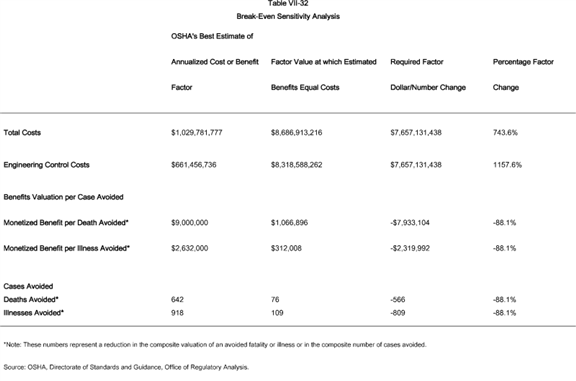 Table VII-32
Break-Even Sensitivity Analysis
OSHA's Best Estimate of
Annualized Cost or Benefit Factor Value at which Estimated Required Factor Percentage Factor
Factor Benefits Equal Costs Dollar/Number Change Change
Total Costs $1,029,781,777 $8,686,913,216 $7,657,131,438 743.6%
Engineering Control Costs $661,456,736 $8,318,588,262 $7,657,131,438 1157.6%
Benefits Valuation per Case Avoided
Monetized Benefit per Death Avoided* $9,000,000 $1,066,896 -$7,933,104 -88.1%
Monetized Benefit per Illness Avoided* $2,632,000 $312,008 -$2,319,992 -88.1%
Cases Avoided
Deaths Avoided* 642 76 -566 -88.1%
Illnesses Avoided* 918 109 -809 -88.1%
*Note: These numbers represent a reduction in the composite valuation of an avoided fatality or illness or in the composite number of cases avoided.
Source: OSHA, Directorate of Standards and Guidance, Office of Regulatory Analysis.